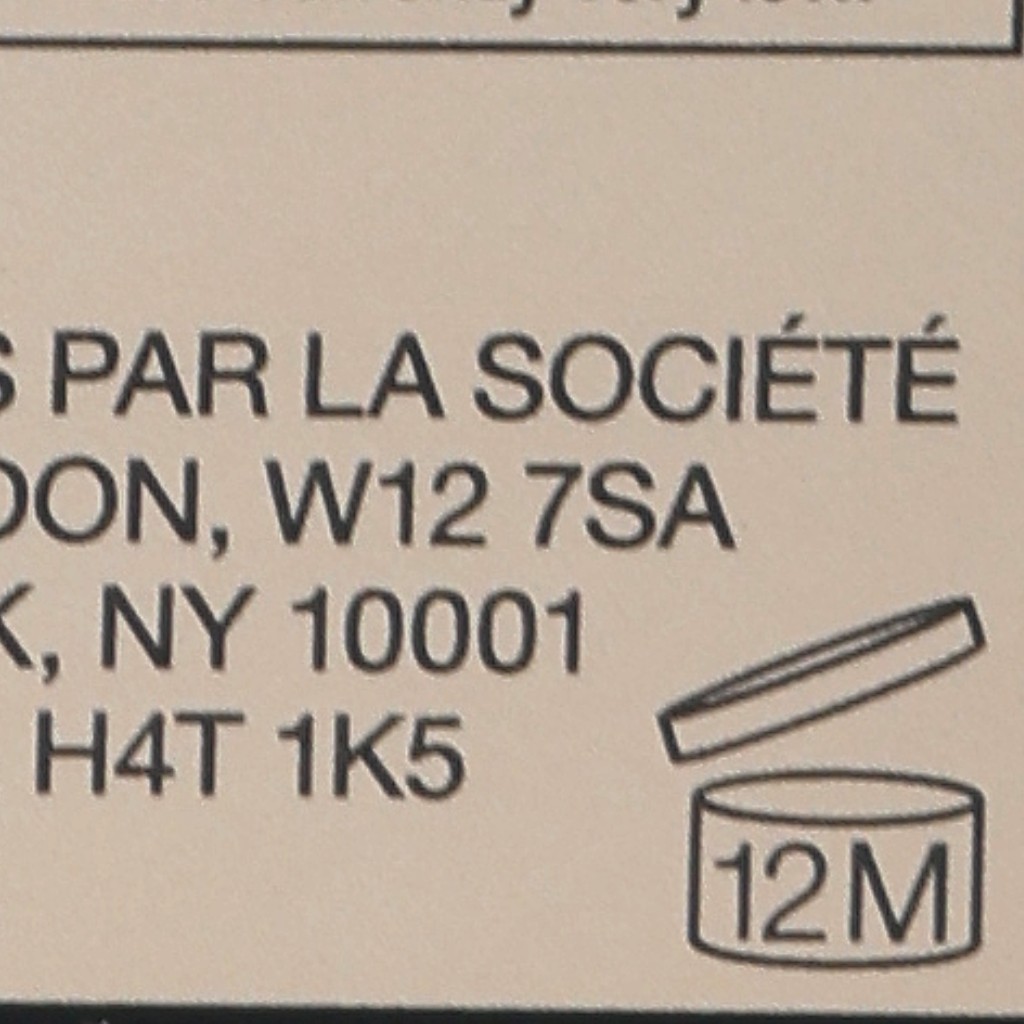 PAR LA SOCIÉTÉ
DON, W12 7SA
K, NY 10001
H4T 1K5
12M